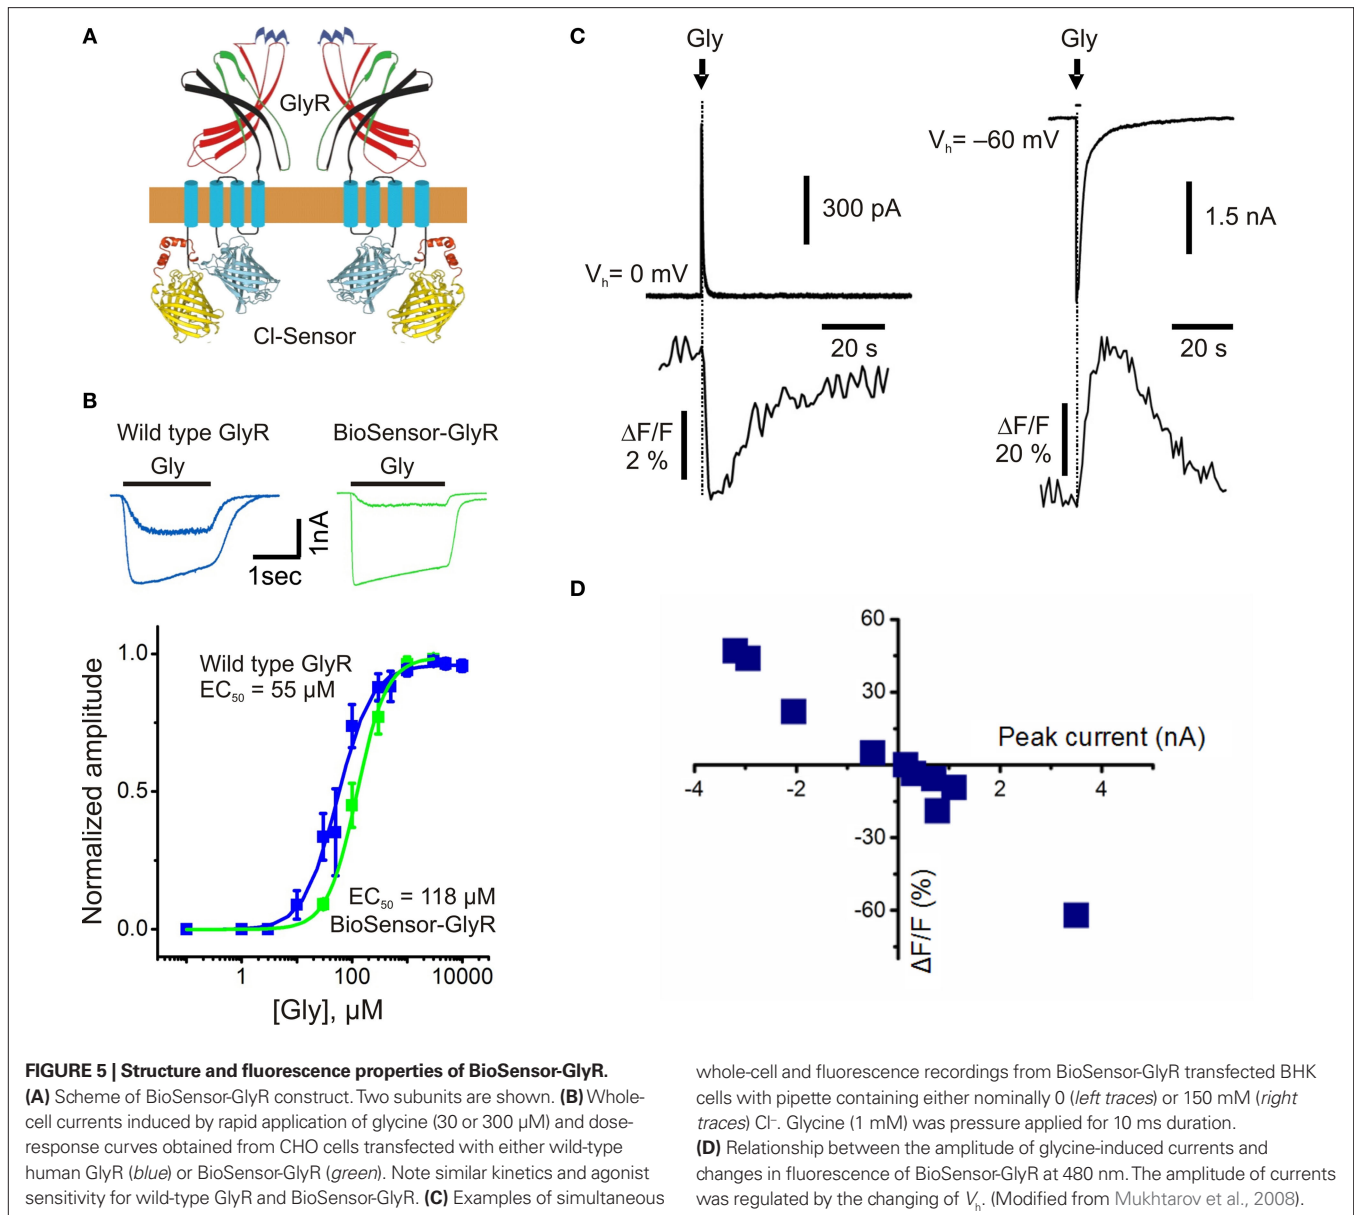 A
GlyR
Cl-Sensor
B
Wild type GlyR
BioSensor-GlyR
Gly
Gly
1nA
1sec
Normalized amplitude
1.0
0.5
0.0
Wild type GlyR
EC50 = 55 µM
EC50 = 118 µM
BioSensor-GlyR
1
100
10000
[Gly], µM
C
Gly
Gly
Vh= 0 mV
300 pA
20 s
ΔF/F
2 %
Vh= –60 mV
1.5 nA
20 s
ΔF/F
20 %
D
60
30
-30
-60
-4
-2
2
4
Peak current (nA)
ΔF/F (%)
FIGURE 5 | Structure and fluorescence properties of BioSensor-GlyR.
(A) Scheme of BioSensor-GlyR construct. Two subunits are shown. (B) Whole-
cell currents induced by rapid application of glycine (30 or 300 µM) and dose-
response curves obtained from CHO cells transfected with either wild-type
human GlyR (blue) or BioSensor-GlyR (green). Note similar kinetics and agonist
sensitivity for wild-type GlyR and BioSensor-GlyR. (C) Examples of simultaneous
whole-cell and fluorescence recordings from BioSensor-GlyR transfected BHK
cells with pipette containing either nominally 0 (left traces) or 150 mM (right
traces) Cl–. Glycine (1 mM) was pressure applied for 10 ms duration.
(D) Relationship between the amplitude of glycine-induced currents and
changes in fluorescence of BioSensor-GlyR at 480 nm. The amplitude of currents
was regulated by the changing of Vh. (Modified from Mukhtarov et al., 2008).